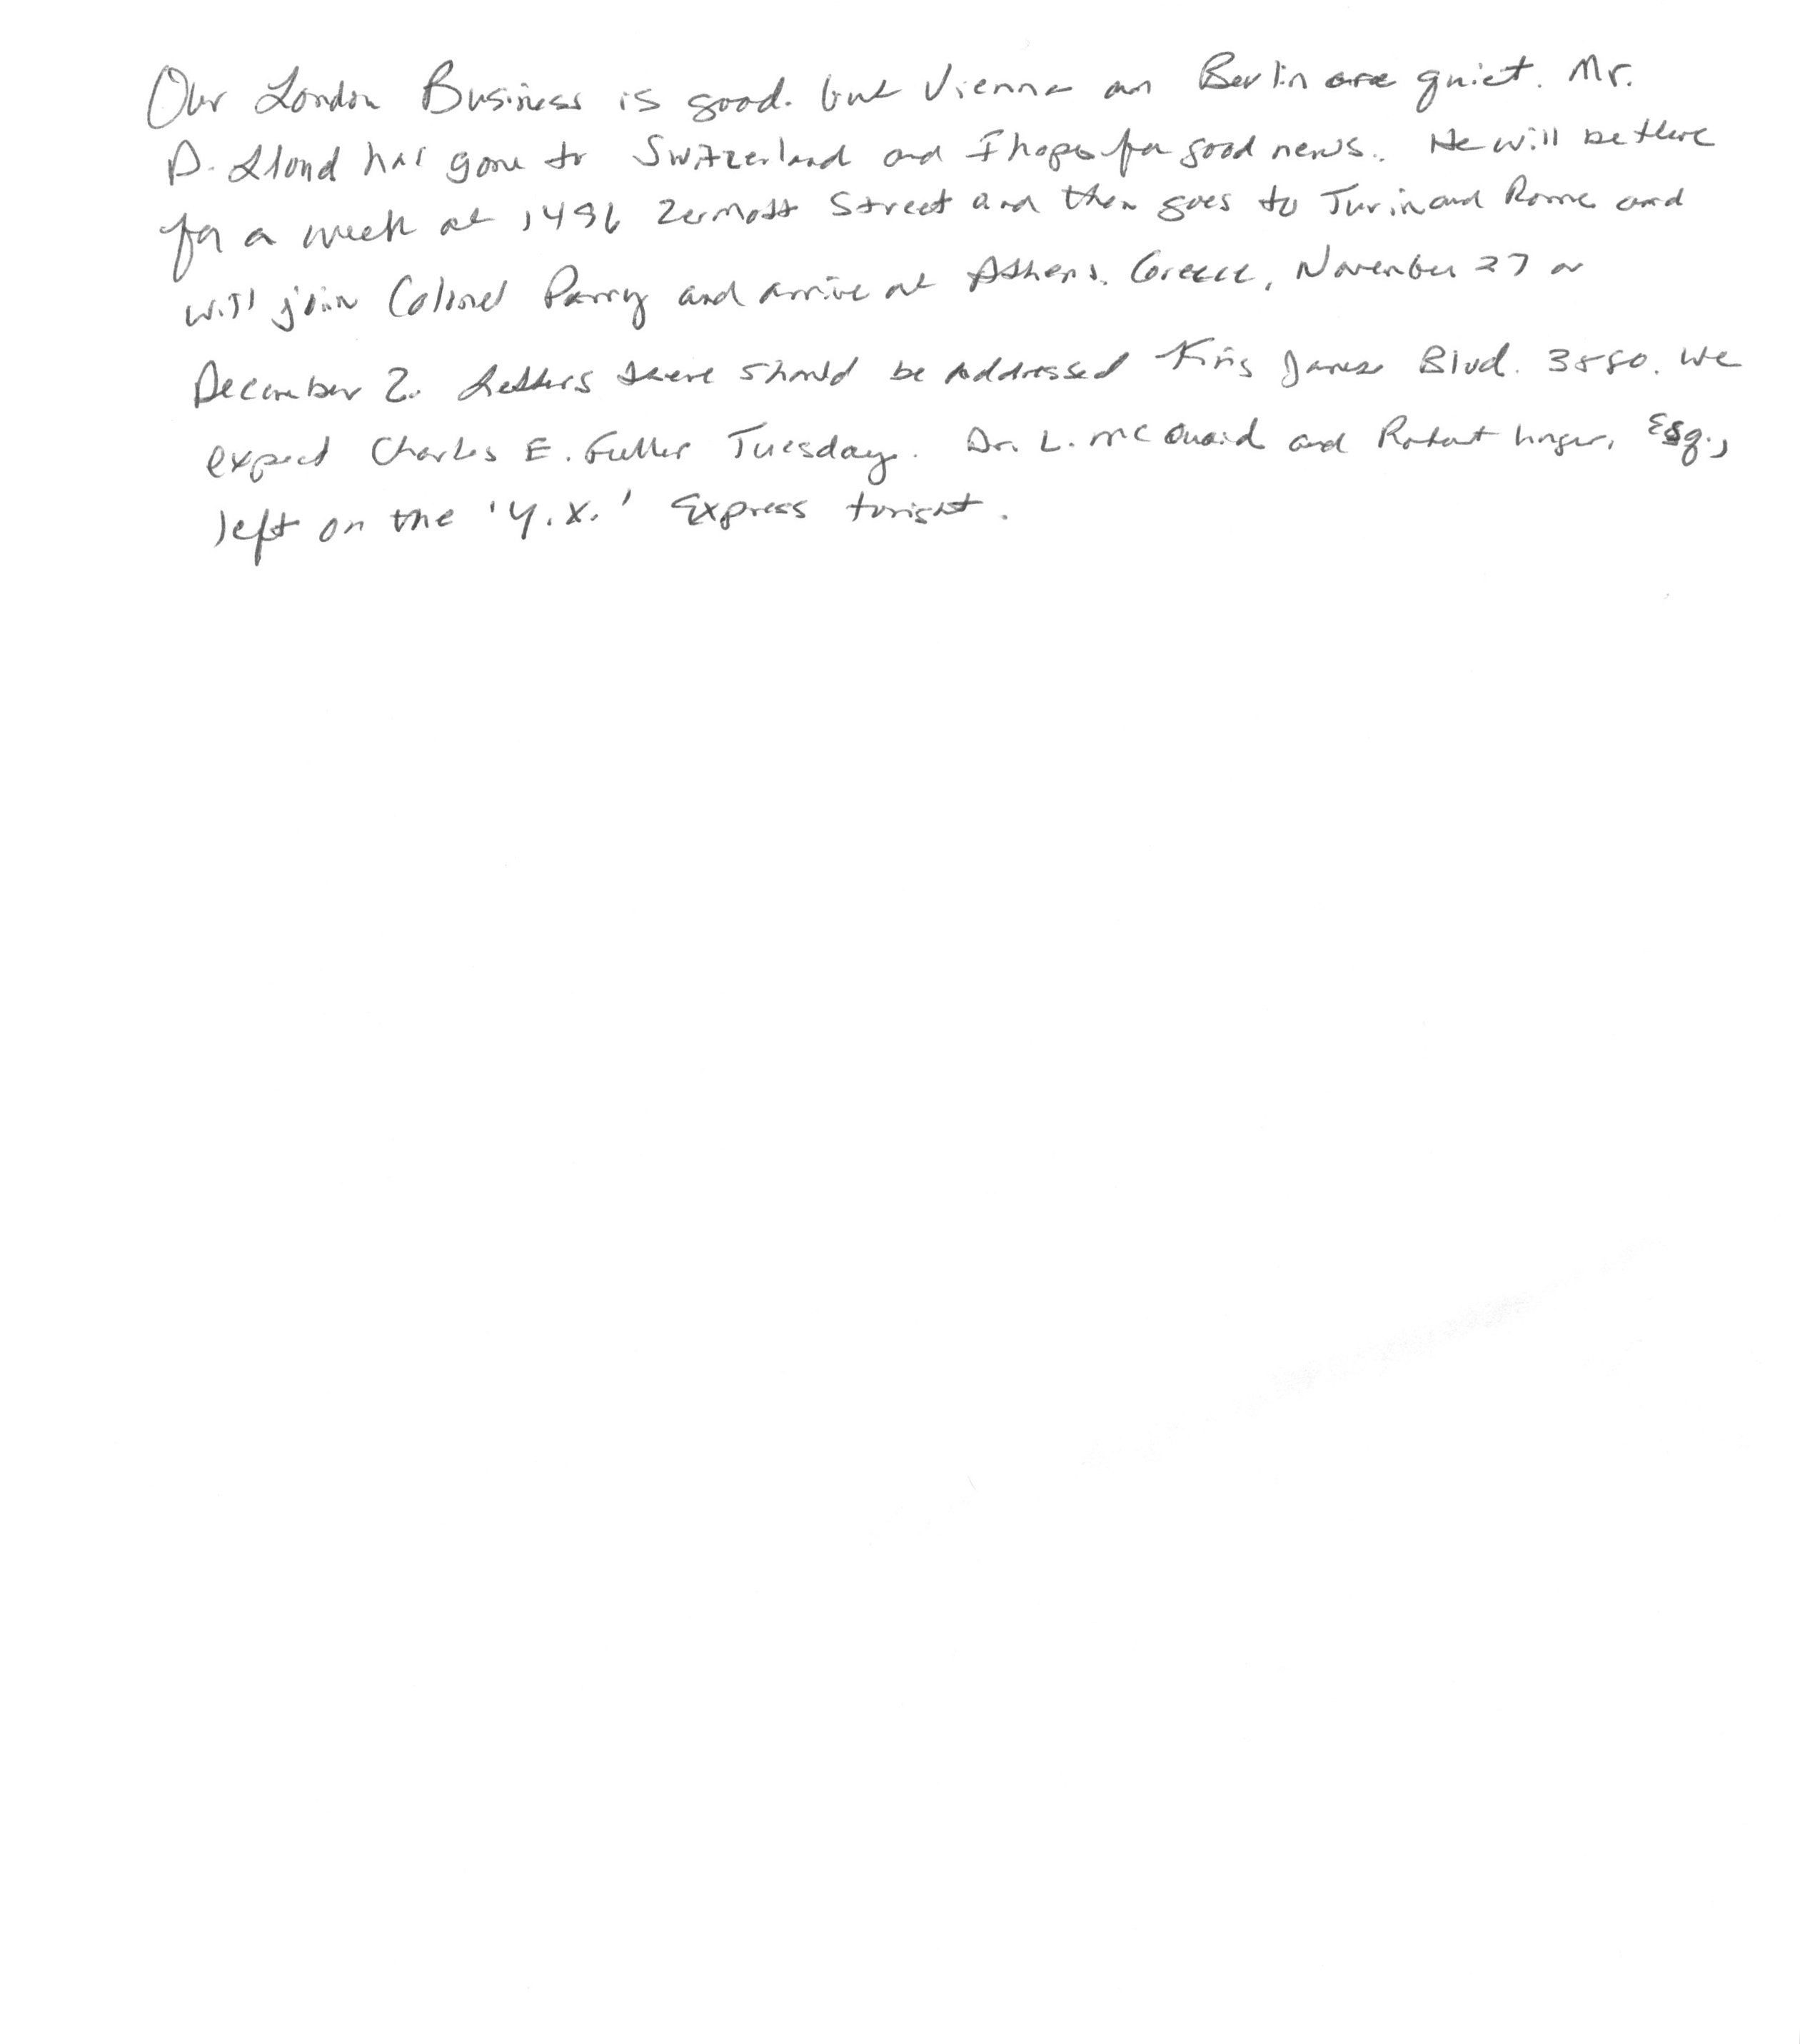 Our London Business is good. but Vienna an Berlin are quiet. Mr.
D. Lloyd has gone to Switzerland and I hope for good news. He will be there
for a week at 1496 Zermott Street and then goes to Turin and Rome and
will join Colonel Parry and arrive at Athens, Greece, November 27 or
December 2. Letters there should be addressed King James Blvd. 3580. We
expect Charles E. Fuller Tuesday. Dr. L. McQuaid and Robert Unger, Esq.,
left on the 'Y.X.' Express tonight.